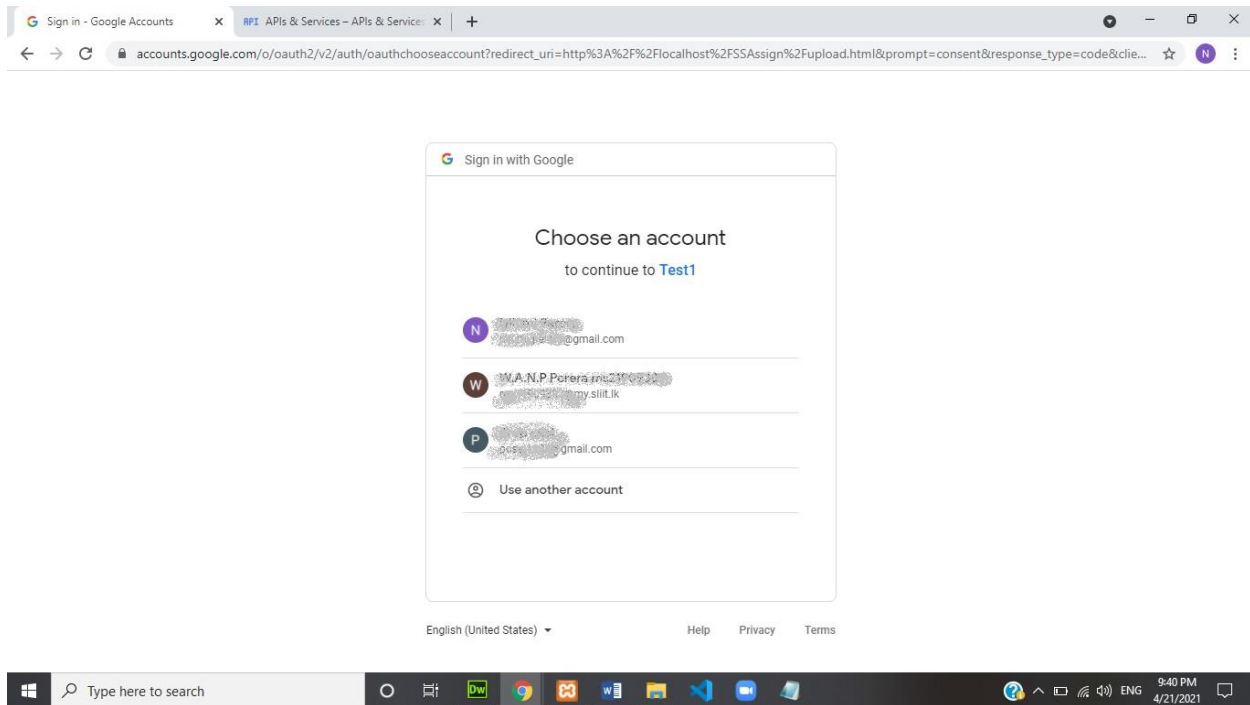 Sign in - Google Accounts
API APIs & Services – APIs & Service
accounts.google.com/o/oauth2/v2/auth/oauthchooseaccount?redirect_uri=http%3A%2F%2Flocalhost%2FSSAssign%2Fupload.html&prompt=consent&response_type=code&clie...
N
G Sign in with Google
Choose an account
to continue to Test1
N
@gmail.com
W
my.sliit.lk
P
gmail.com
Use another account
English (United States) Help Privacy Terms
Type here to search
Dw
W
ENG
9:40 PM
4/21/2021